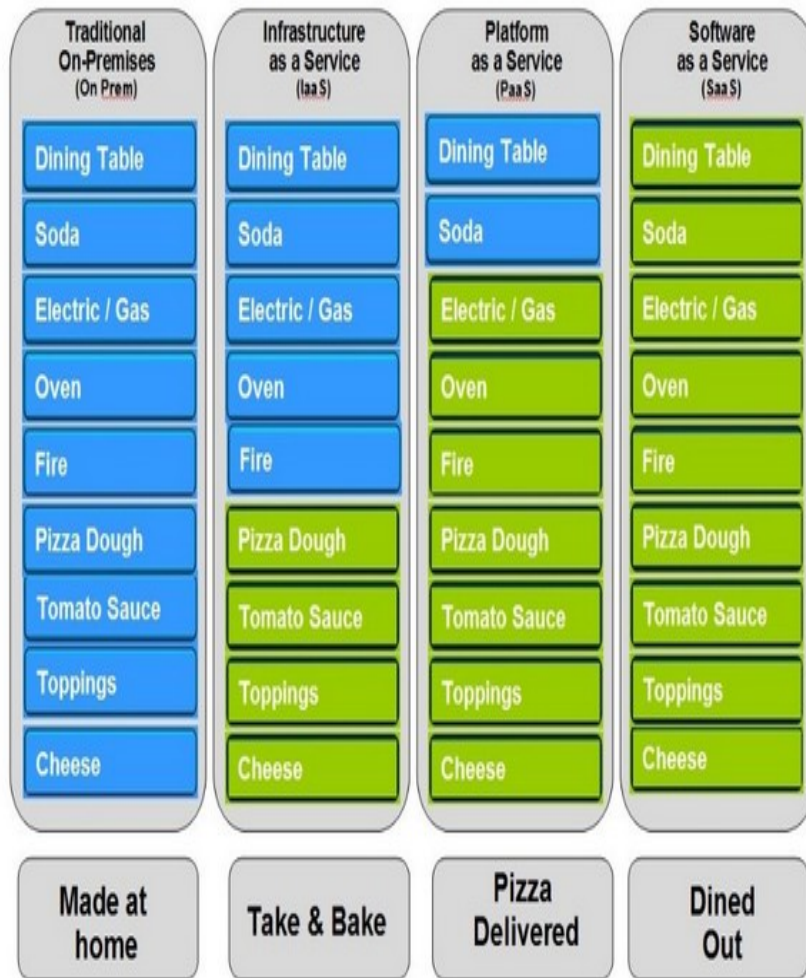 Traditional
On-Premises
(On Prem)
Dining Table
Soda
Electric / Gas
Oven
Fire
Pizza Dough
Tomato Sauce
Toppings
Cheese
Made at
home
Infrastructure
as a Service
(IaaS)
Dining Table
Soda
Electric / Gas
Oven
Fire
Pizza Dough
Tomato Sauce
Toppings
Cheese
Take & Bake
Platform
as a Service
(PaaS)
Dining Table
Soda
Electric / Gas
Oven
Fire
Pizza Dough
Tomato Sauce
Toppings
Cheese
Pizza
Delivered
Software
as a Service
(SaaS)
Dining Table
Soda
Electric / Gas
Oven
Fire
Pizza Dough
Tomato Sauce
Toppings
Cheese
Dined
Out